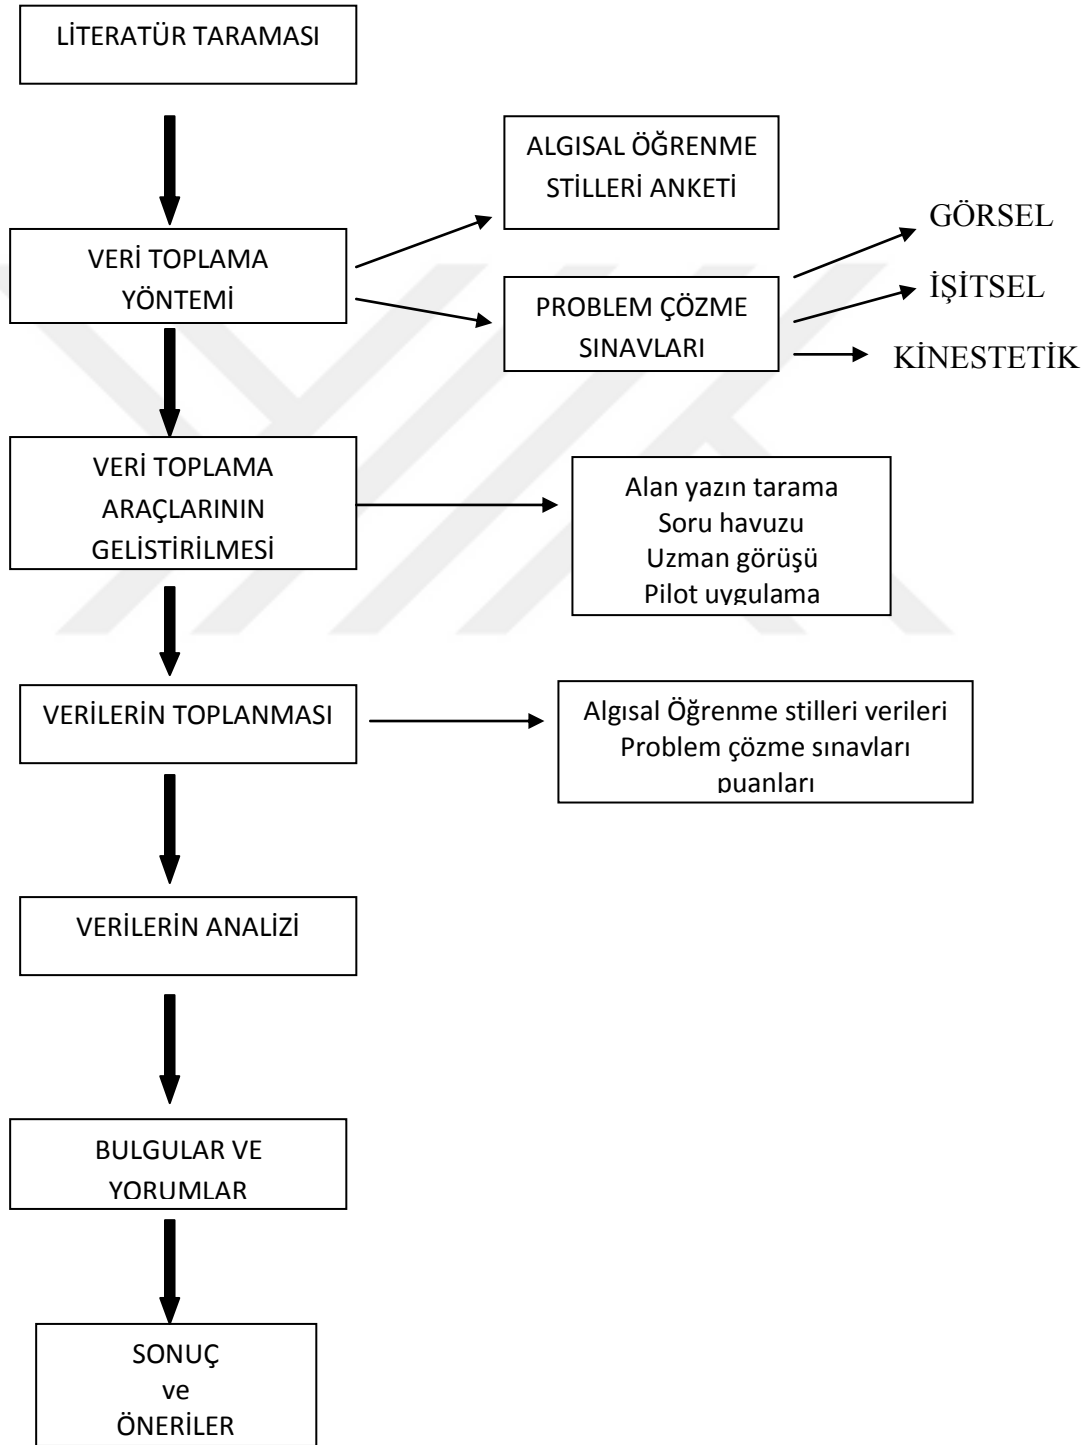 LİTERATÜR TARAMASI
ALGISAL ÖĞRENME
STİLLERİ ANKETİ
VERİ TOPLAMA
YÖNTEMİ
PROBLEM ÇÖZME
SINAVLARI
GÖRSEL
İŞİTSEL
KİNESTETİK
VERİ TOPLAMA
ARAÇLARININ
GELİSTİRİLMESİ
Alan yazın tarama
Soru havuzu
Uzman görüşü
Pilot uygulama
VERİLERİN TOPLANMASI
Algısal Öğrenme stilleri verileri
Problem çözme sınavları
puanları
VERİLERİN ANALİZİ
BULGULAR VE
YORUMLAR
SONUÇ
ve
ÖNERİLER